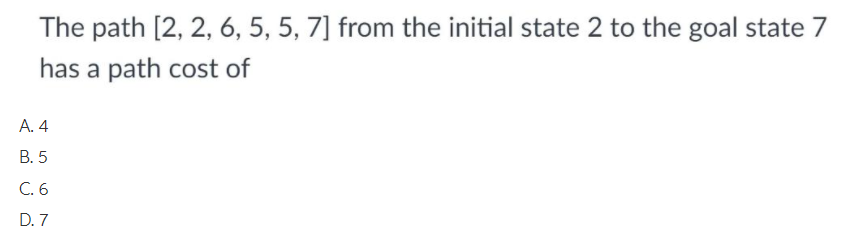 The path [2, 2, 6, 5, 5, 7] from the initial state 2 to the goal state 7
has a path cost of
A. 4
B. 5
C. 6
D. 7